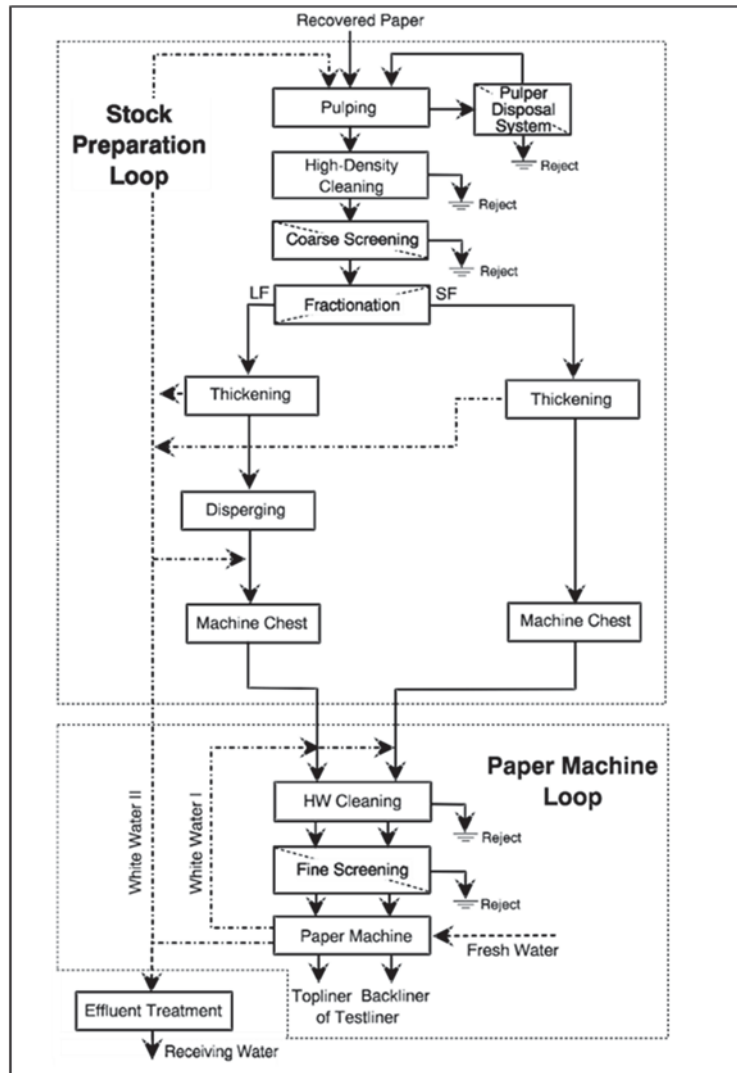 Recovered Paper
Stock
Preparation
Loop
Pulping
Pulper
Disposal
System
Reject
High-Density
Cleaning
Reject
Coarse Screening
Reject
LF
SF
Fractionation
Thickening
Thickening
Disperging
Machine Chest
Machine Chest
Paper Machine
Loop
White Water II
White Water I
HW Cleaning
Reject
Fine Screening
Reject
Paper Machine
Fresh Water
Topliner Backliner
of Testliner
Effluent Treatment
Receiving Water